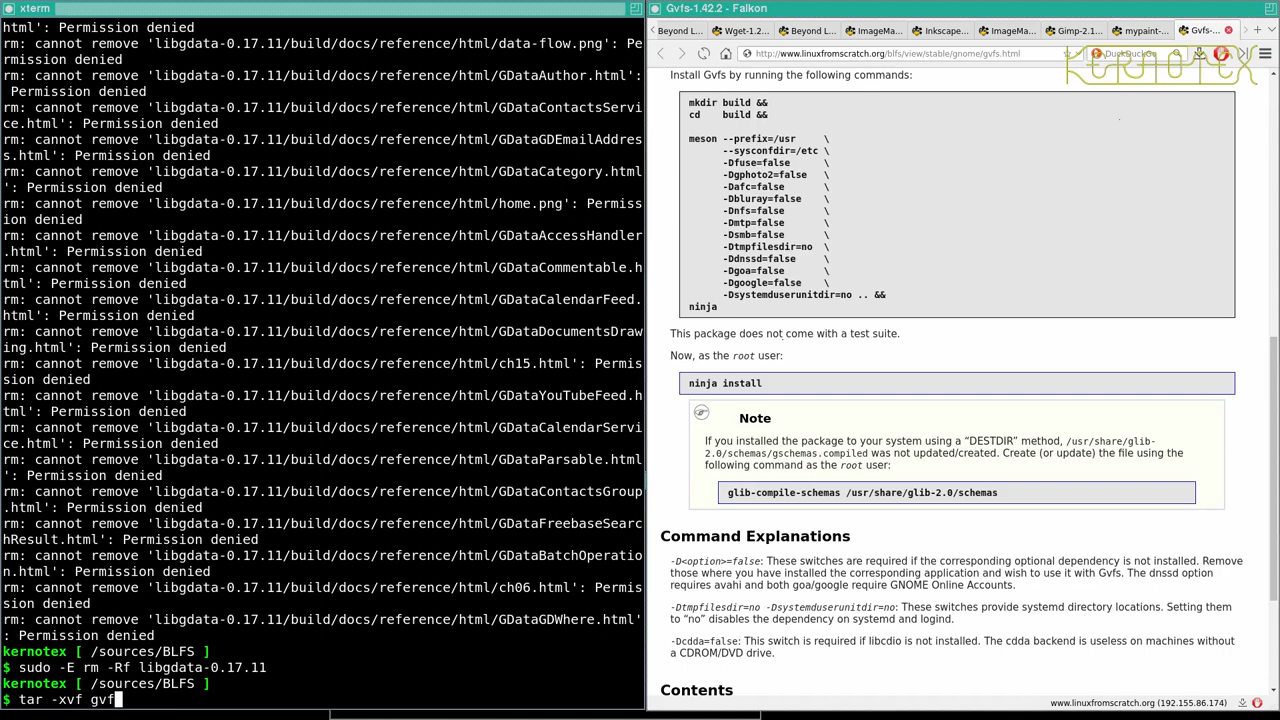 xterm
html': Permission denied
rm: cannot remove 'libgdata-0.17.11/build/docs/reference/html/data-flow.png': Pe
rmission denied
rm: cannot remove 'libgdata-0.17.11/build/docs/reference/html/GDataAuthor.html':
 Permission denied
rm: cannot remove 'libgdata-0.17.11/build/docs/reference/html/GDataContactsServi
ce.html': Permission denied
rm: cannot remove 'libgdata-0.17.11/build/docs/reference/html/GDataGDEmailAddres
s.html': Permission denied
rm: cannot remove 'libgdata-0.17.11/build/docs/reference/html/GDataCategory.html
': Permission denied
rm: cannot remove 'libgdata-0.17.11/build/docs/reference/html/home.png': Permiss
ion denied
rm: cannot remove 'libgdata-0.17.11/build/docs/reference/html/GDataAccessHandler
.html': Permission denied
rm: cannot remove 'libgdata-0.17.11/build/docs/reference/html/GDataCommentable.h
tml': Permission denied
rm: cannot remove 'libgdata-0.17.11/build/docs/reference/html/GDataCalendarFeed.
html': Permission denied
rm: cannot remove 'libgdata-0.17.11/build/docs/reference/html/GDataDocumentsDraw
ing.html': Permission denied
rm: cannot remove 'libgdata-0.17.11/build/docs/reference/html/ch15.html': Permis
sion denied
rm: cannot remove 'libgdata-0.17.11/build/docs/reference/html/GDataYouTubeFeed.h
tml': Permission denied
rm: cannot remove 'libgdata-0.17.11/build/docs/reference/html/GDataCalendarServi
ce.html': Permission denied
rm: cannot remove 'libgdata-0.17.11/build/docs/reference/html/GDataParsable.html
': Permission denied
rm: cannot remove 'libgdata-0.17.11/build/docs/reference/html/GDataContactsGroup
.html': Permission denied
rm: cannot remove 'libgdata-0.17.11/build/docs/reference/html/GDataFreebaseSearc
hResult.html': Permission denied
rm: cannot remove 'libgdata-0.17.11/build/docs/reference/html/GDataBatchOperatio
n.html': Permission denied
rm: cannot remove 'libgdata-0.17.11/build/docs/reference/html/ch06.html': Permis
sion denied
rm: cannot remove 'libgdata-0.17.11/build/docs/reference/html/GDataGDWhere.html'
: Permission denied
kernotex [ /sources/BLFS ]
$ sudo -E rm -Rf libgdata-0.17.11
kernotex [ /sources/BLFS ]
$ tar -xvf gvf
Gvfs-1.42.2 - Falkon
Beyond L... Wget-1.2... Beyond L... ImageMa... Inkscape... ImageMa... Gimp-2.1... mypaint-... Gvfs-...
http://www.linuxfromscratch.org/blfs/view/stable/gnome/gvfs.html DuckDuckGo
KERNOTEX
Install Gvfs by running the following commands:
mkdir build &&
cd    build &&
meson --prefix=/usr     \
      --sysconfdir=/etc \
      -Dfuse=false      \
      -Dgphoto2=false   \
      -Dafc=false       \
      -Dbluray=false    \
      -Dnfs=false       \
      -Dmtp=false       \
      -Dsmb=false       \
      -Dtmpfilesdir=no  \
      -Ddnssd=false     \
      -Dgoa=false       \
      -Dgoogle=false    \
      -Dsystemduserunitdir=no .. &&
ninja
This package does not come with a test suite.
Now, as the root user:
ninja install
Note
If you installed the package to your system using a “DESTDIR” method, /usr/share/glib-
2.0/schemas/gschemas.compiled was not updated/created. Create (or update) the file using the
following command as the root user:
glib-compile-schemas /usr/share/glib-2.0/schemas
Command Explanations
-D<option>=false: These switches are required if the corresponding optional dependency is not installed. Remove
those where you have installed the corresponding application and wish to use it with Gvfs. The dnssd option
requires avahi and both goa/google require GNOME Online Accounts.
-Dtmpfilesdir=no -Dsystemduserunitdir=no: These switches provide systemd directory locations. Setting them
to “no” disables the dependency on systemd and logind.
-Dcdda=false: This switch is required if libcdio is not installed. The cdda backend is useless on machines without
a CDROM/DVD drive.
Contents
www.linuxfromscratch.org (192.155.86.174)